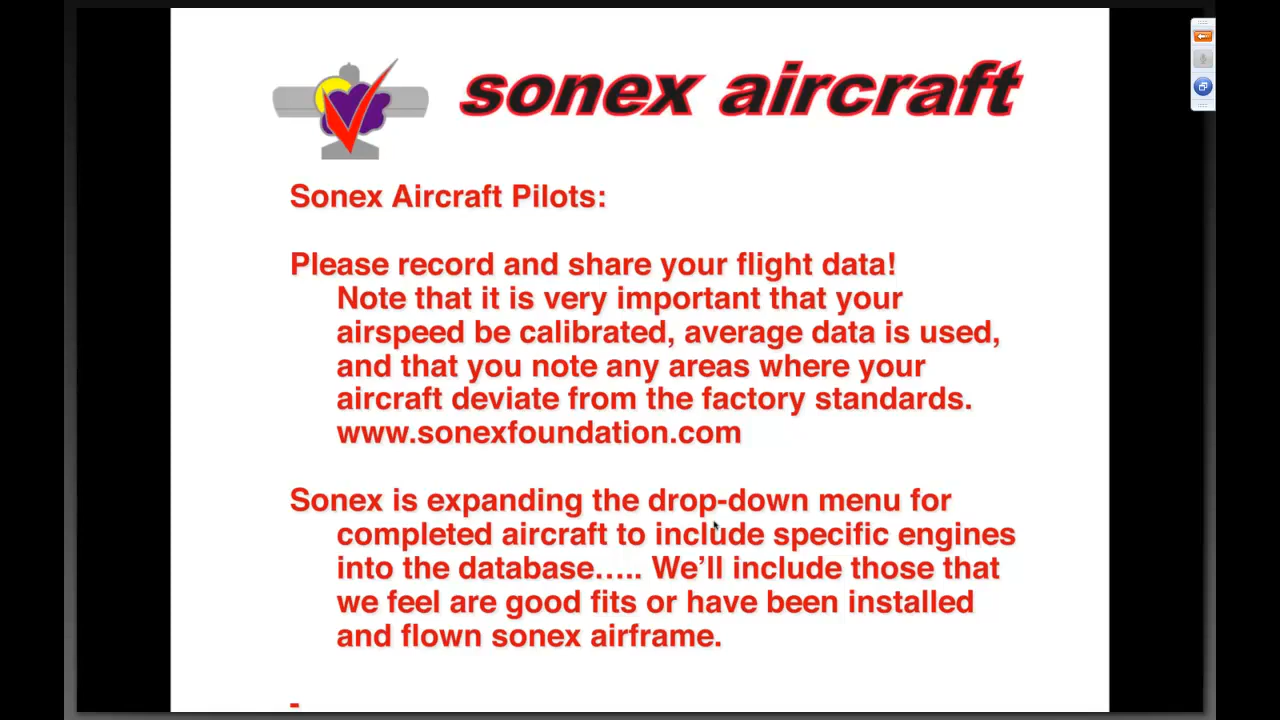 sonex aircraft
Sonex Aircraft Pilots:
Please record and share your flight data!
Note that it is very important that your
airspeed be calibrated, average data is used,
and that you note any areas where your
aircraft deviate from the factory standards.
www.sonexfoundation.com
Sonex is expanding the drop-down menu for
completed aircraft to include specific engines
into the database….. We’ll include those that
we feel are good fits or have been installed
and flown sonex airframe.
-